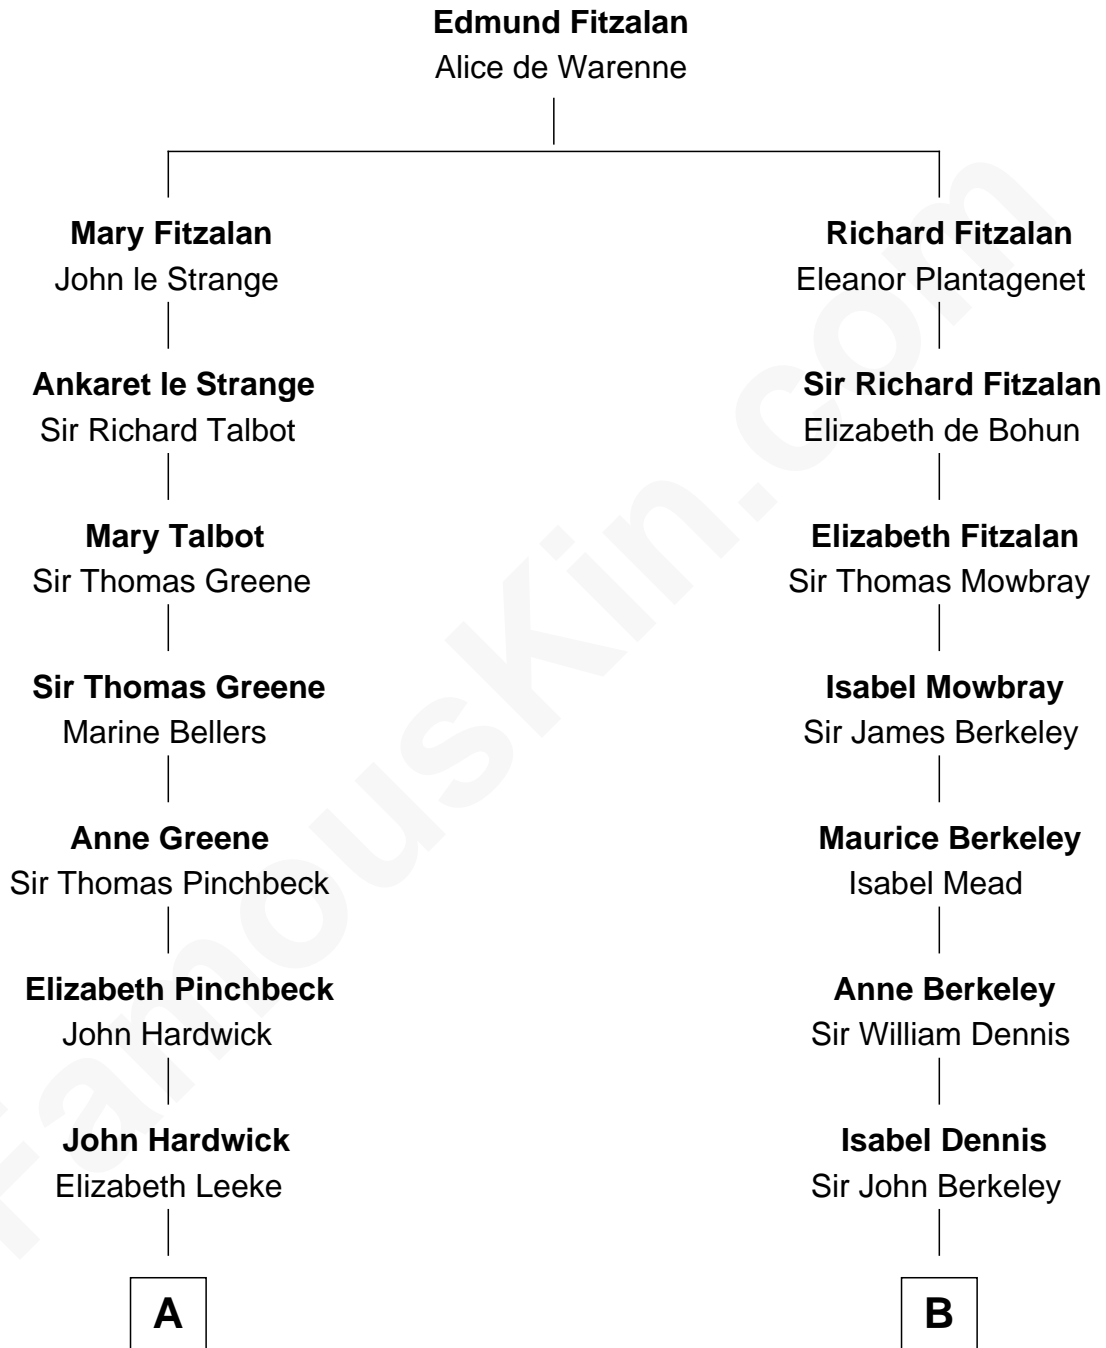 Edmund Fitzalan
Alice de Warenne
Mary Fitzalan
John le Strange
Richard Fitzalan
Eleanor Plantagenet
Ankaret le Strange
Sir Richard Talbot
Sir Richard Fitzalan
Elizabeth de Bohun
Mary Talbot
Sir Thomas Greene
Elizabeth Fitzalan
Sir Thomas Mowbray
Sir Thomas Greene
Marine Bellers
Isabel Mowbray
Sir James Berkeley
Anne Greene
Sir Thomas Pinchbeck
Maurice Berkeley
Isabel Mead
Elizabeth Pinchbeck
John Hardwick
Anne Berkeley
Sir William Dennis
John Hardwick
Elizabeth Leeke
Isabel Dennis
Sir John Berkeley
A
B
FamousKin.com